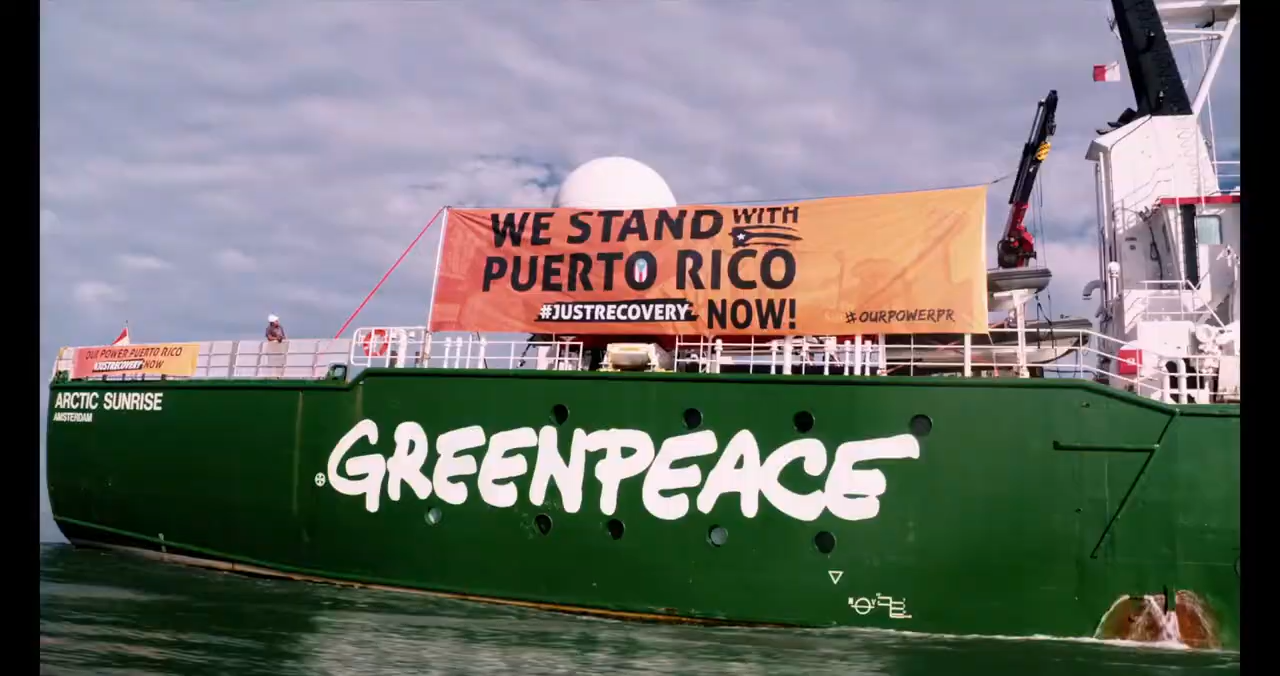 WE STAND WITH
PUERTO RICO
#JUSTRECOVERY NOW!
#OURPOWERPR
OUR POWER PUERTO RICO
#JUSTRECOVERY NOW
ARCTIC SUNRISE
AMSTERDAM
GREENPEACE